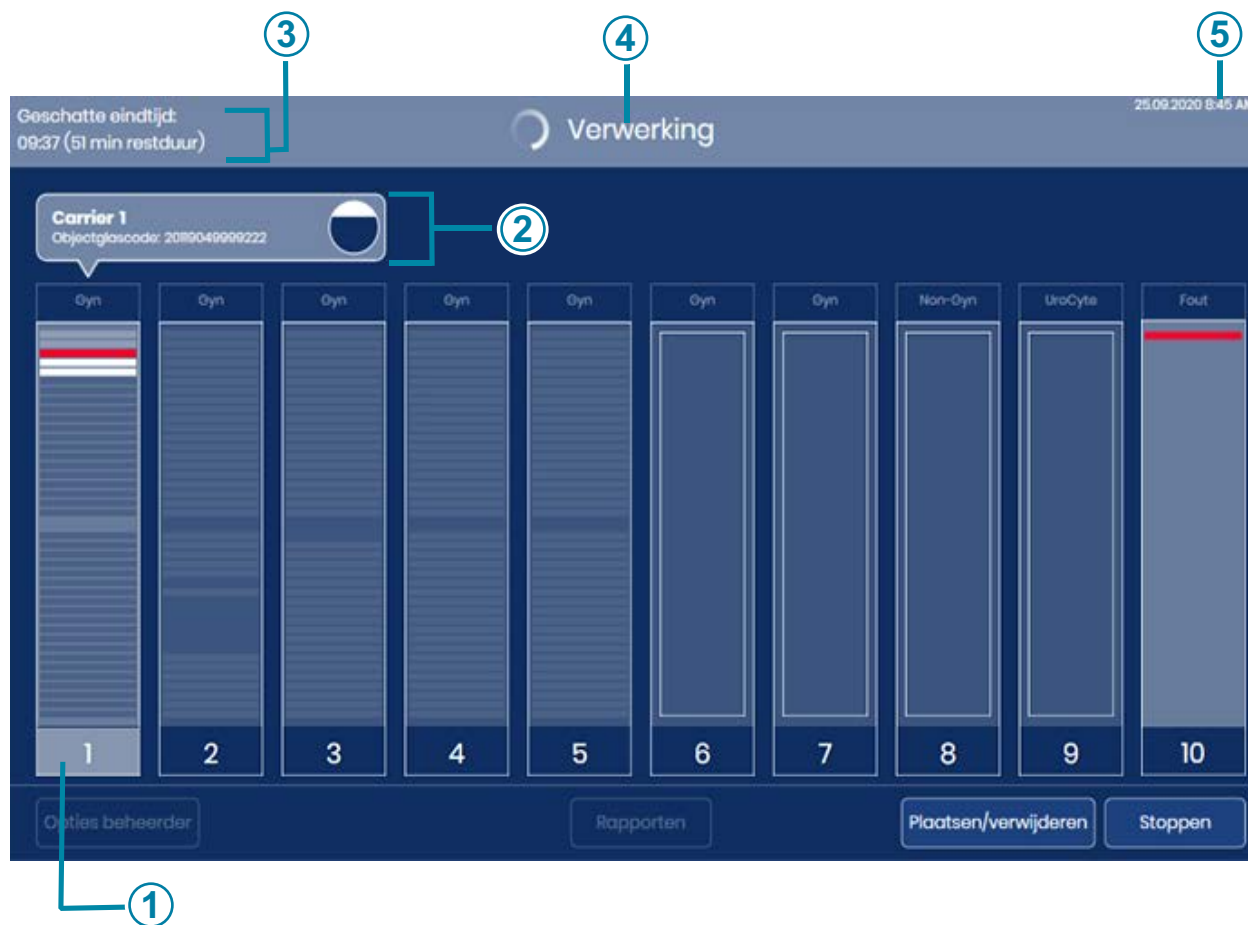 3
4
5
Geschatte eindtijd:
09:37 (51 min restduur)
Verwerking
25.09.2020 8:45 AM
Carrier 1
Objectglascode: 20119049999222
2
Gyn Gyn Gyn Gyn Gyn Gyn Gyn Non-Gyn UroCyte Fout
1 2 3 4 5 6 7 8 9 10
Opties beheerder Rapporten Plaatsen/verwijderen Stoppen
1